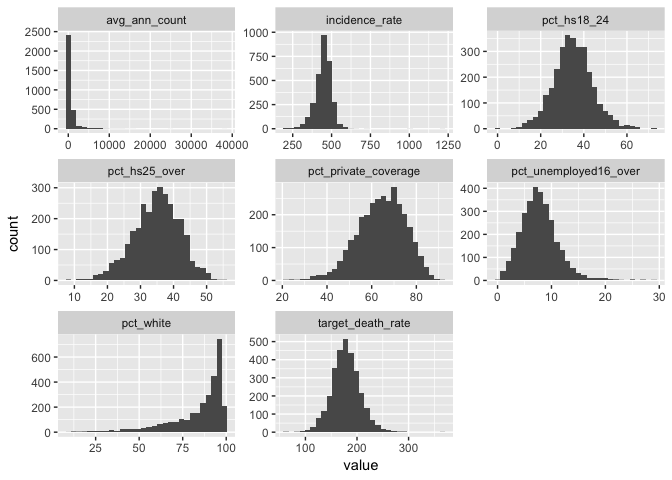 avg_ann_count
incidence_rate
pct_hs18_24
2500
2000
1500
1000
500
0
0 10000 20000 30000 40000
1000
750
500
250
0
250 500 750 1000 1250
300
200
100
0
0 20 40 60
pct_hs25_over
pct_private_coverage
pct_unemployed16_over
300
200
100
0
10 20 30 40 50
200
100
0
20 40 60 80
400
300
200
100
0
0 10 20 30
pct_white
target_death_rate
600
400
200
0
25 50 75 100
500
400
300
200
100
0
100 200 300
count
value